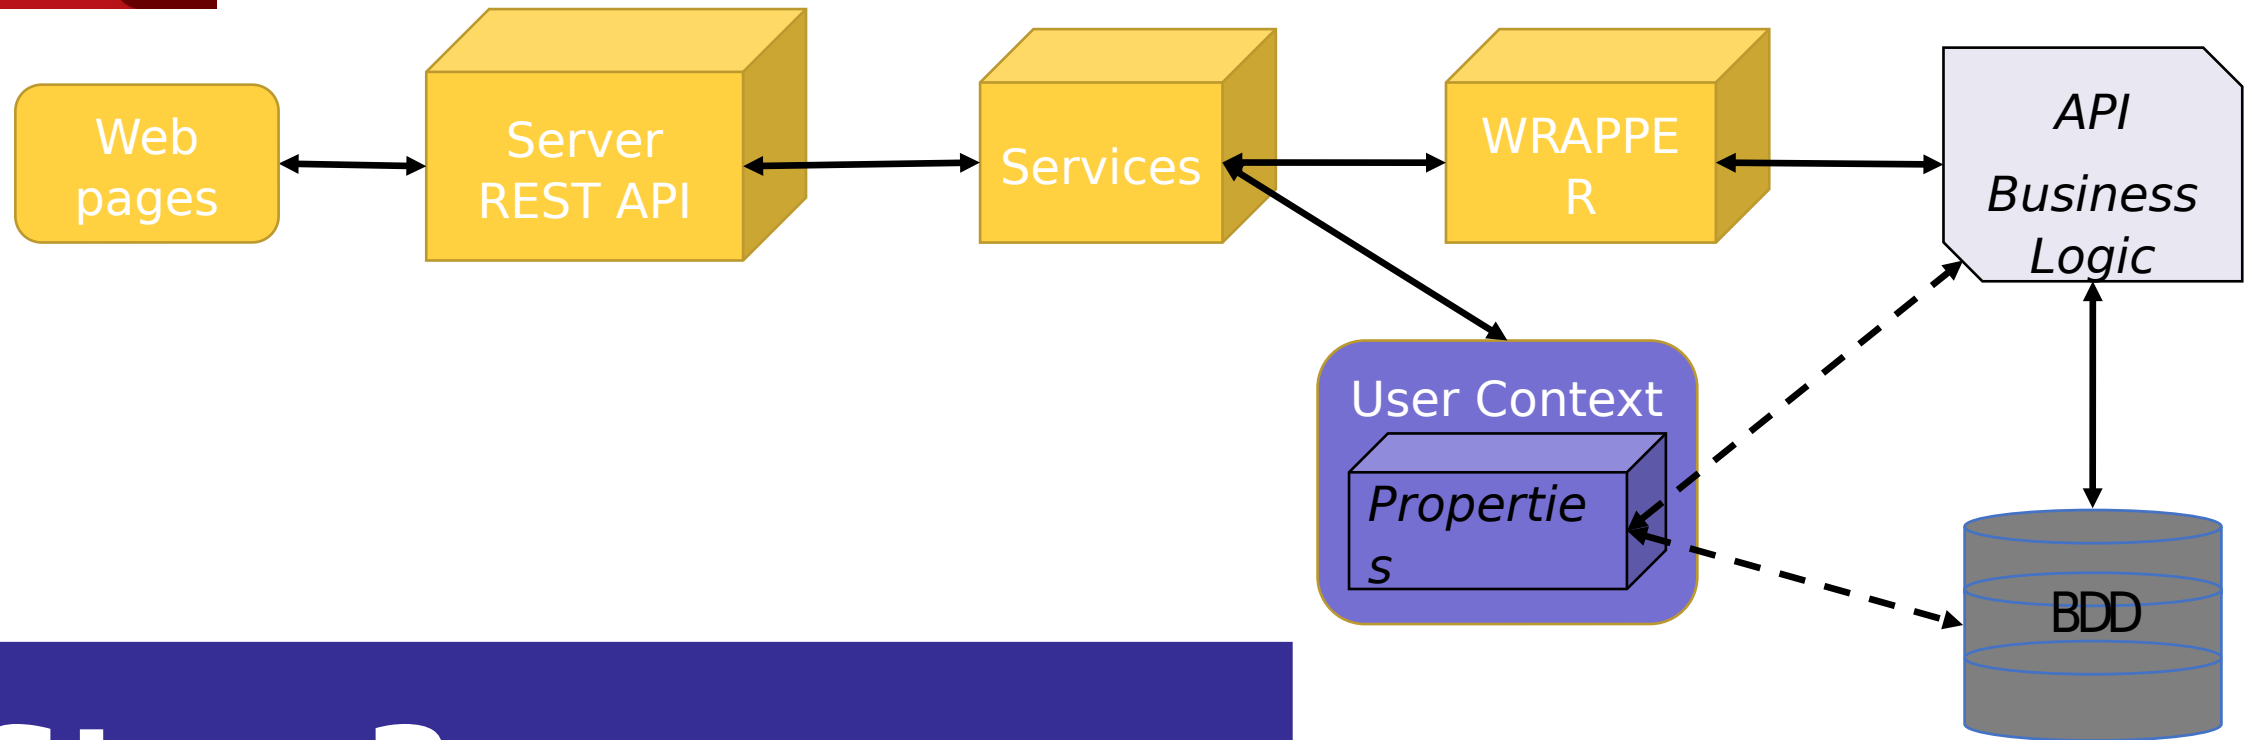 Web
pages
Server
REST API
Services
WRAPPE
R
API
Business
Logic
User Context
Propertie
s
BDD